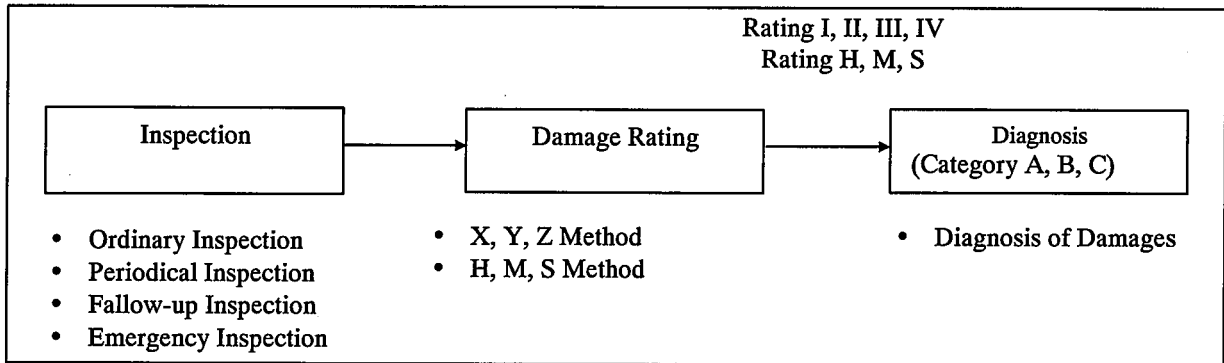 Rating I, II, III, IV
Rating H, M, S
Inspection
Damage Rating
Diagnosis
(Category A, B, C)
• Ordinary Inspection
• Periodical Inspection
• Fallow-up Inspection
• Emergency Inspection
• X, Y, Z Method
• H, M, S Method
• Diagnosis of Damages